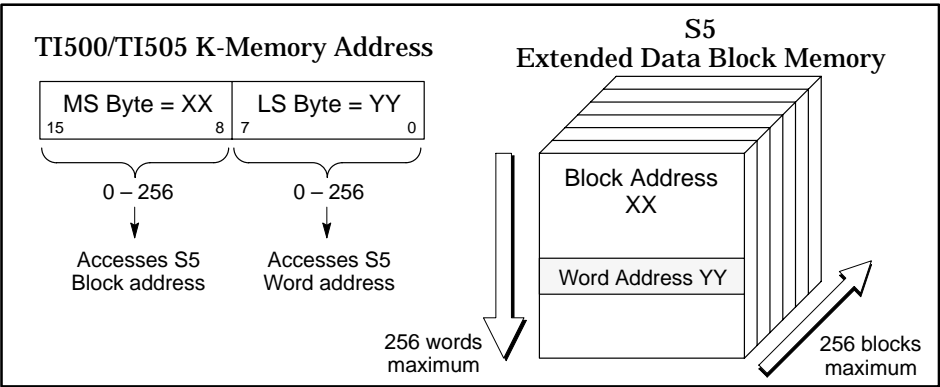 TI500/TI505 K-Memory Address
MS Byte = XX
LS Byte = YY
15
8
7
0
0 – 256
0 – 256
Accesses S5
Block address
Accesses S5
Word address
S5
Extended Data Block Memory
Block Address
XX
Word Address YY
256 words
maximum
256 blocks
maximum